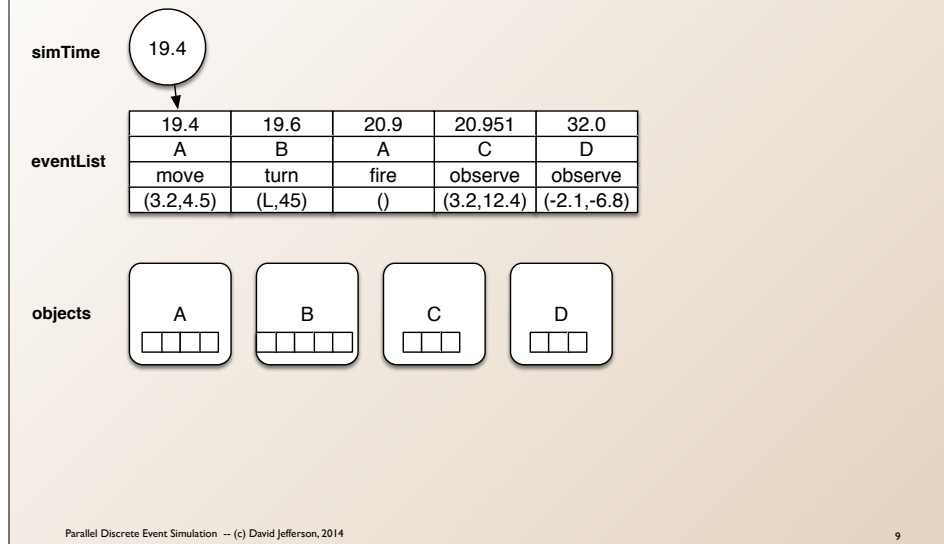 simTime
19.4
eventList
19.4 19.6 20.9 20.951 32.0
A B A C D
move turn fire observe observe
(3.2,4.5) (L,45) () (3.2,12.4) (-2.1,-6.8)
objects
A B C D
Parallel Discrete Event Simulation -- (c) David Jefferson, 2014 9